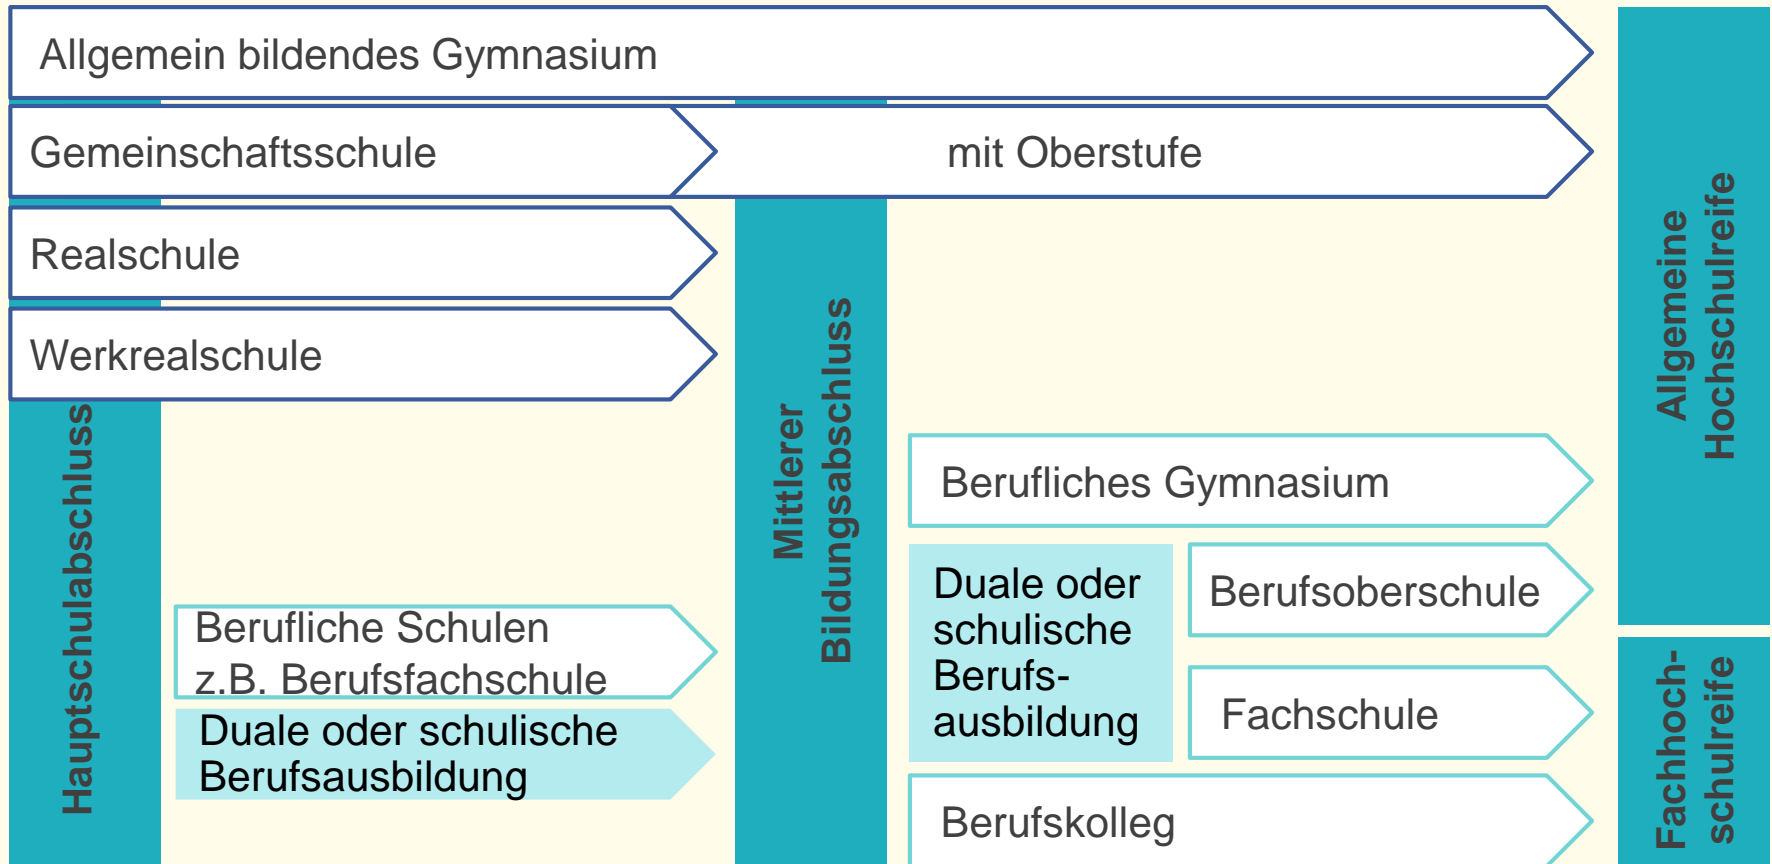 Allgemein bildendes Gymnasium
Gemeinschaftsschule
mit Oberstufe
Realschule
Werkrealschule
Hauptschulabschluss
Berufliche Schulen
z.B. Berufsfachschule
Duale oder schulische
Berufsausbildung
Mittlerer
Bildungsabschluss
Berufliches Gymnasium
Duale oder
schulische
Berufs-
ausbildung
Berufsoberschule
Fachschule
Berufskolleg
Allgemeine
Hochschulreife
Fachhoch-
schulreife